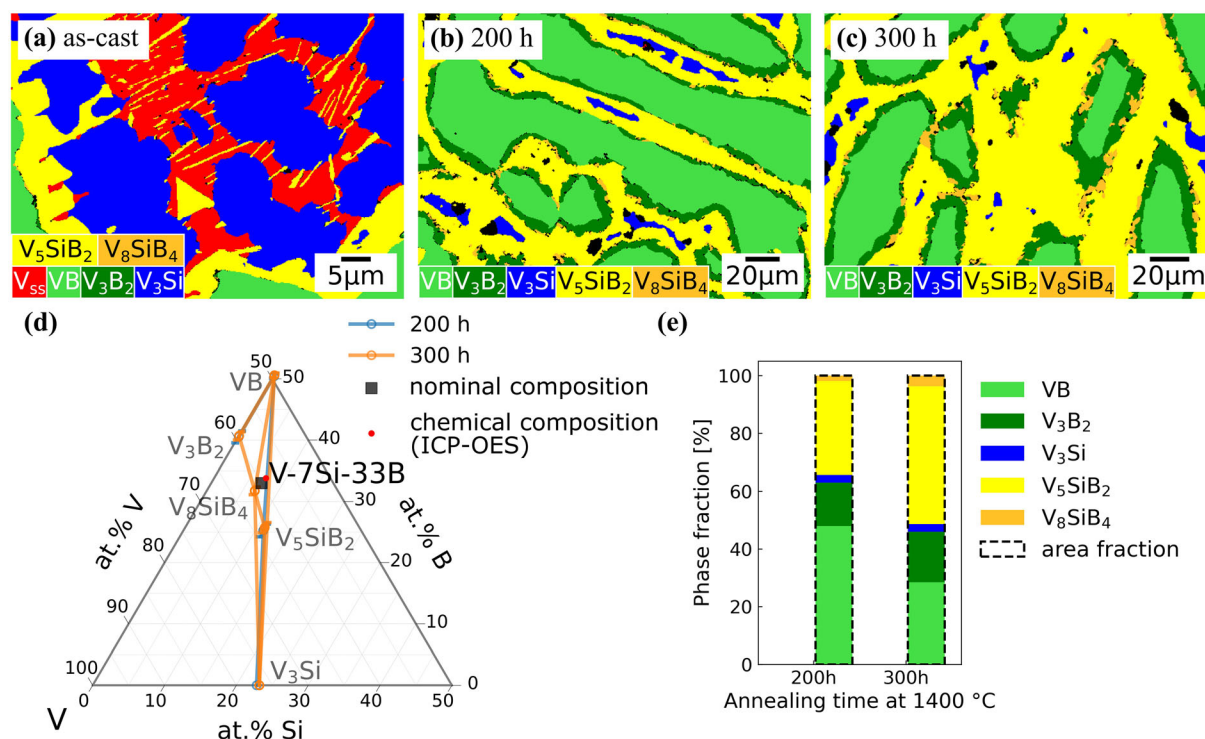 (a) as-cast
V₅SiB₂ V₈SiB₄
Vₛₛ VB V₃B₂ V₃Si
5μm
(b) 200 h
VB V₃B₂ V₃Si V₅SiB₂ V₈SiB₄
20μm
(c) 300 h
VB V₃B₂ V₃Si V₅SiB₂ V₈SiB₄
20μm
(d)
200 h
300 h
nominal composition
chemical composition
(ICP-OES)
50
VB
50
60
V₃B₂
40
V-7Si-33B
70
V₈SiB₄
30
at.% V
at.% B
V₅SiB₂
80
20
90
10
V₃Si
100
0
0 10 20 30 40 50
V
at.% Si
(e)
100
80
60
40
20
0
Phase fraction [%]
200h 300h
Annealing time at 1400 °C
VB
V₃B₂
V₃Si
V₅SiB₂
V₈SiB₄
area fraction